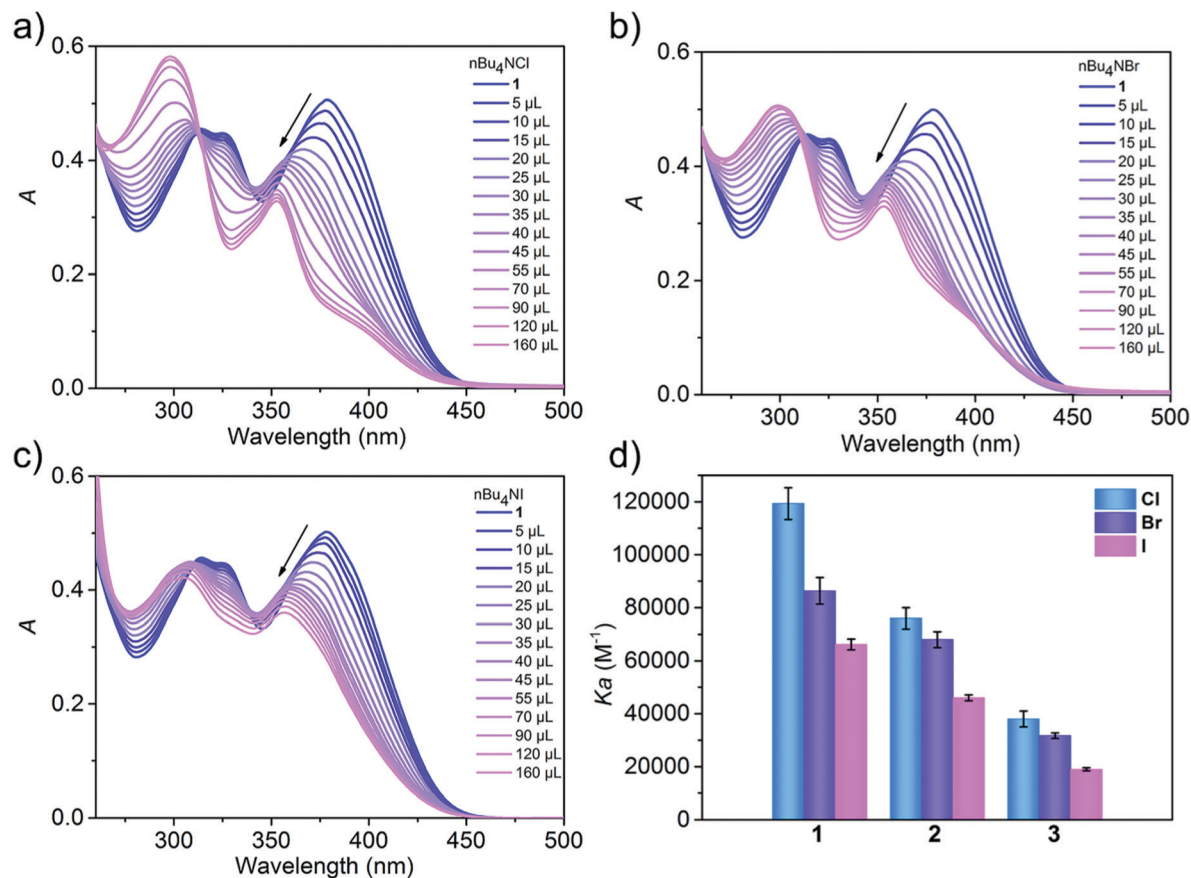 a)
0.6
0.4
0.2
0.0
A
nBu4NCl
1
5 µL
10 µL
15 µL
20 µL
25 µL
30 µL
35 µL
40 µL
45 µL
55 µL
70 µL
90 µL
120 µL
160 µL
300 350 400 450 500
Wavelength (nm)
b)
0.6
0.4
0.2
0.0
A
nBu4NBr
1
5 µL
10 µL
15 µL
20 µL
25 µL
30 µL
35 µL
40 µL
45 µL
55 µL
70 µL
90 µL
120 µL
160 µL
300 350 400 450 500
Wavelength (nm)
c)
0.6
0.4
0.2
0.0
A
nBu4NI
1
5 µL
10 µL
15 µL
20 µL
25 µL
30 µL
35 µL
40 µL
45 µL
55 µL
70 µL
90 µL
120 µL
160 µL
300 350 400 450 500
Wavelength (nm)
d)
120000
100000
80000
60000
40000
20000
0
Ka (M⁻¹)
Cl
Br
I
1 2 3